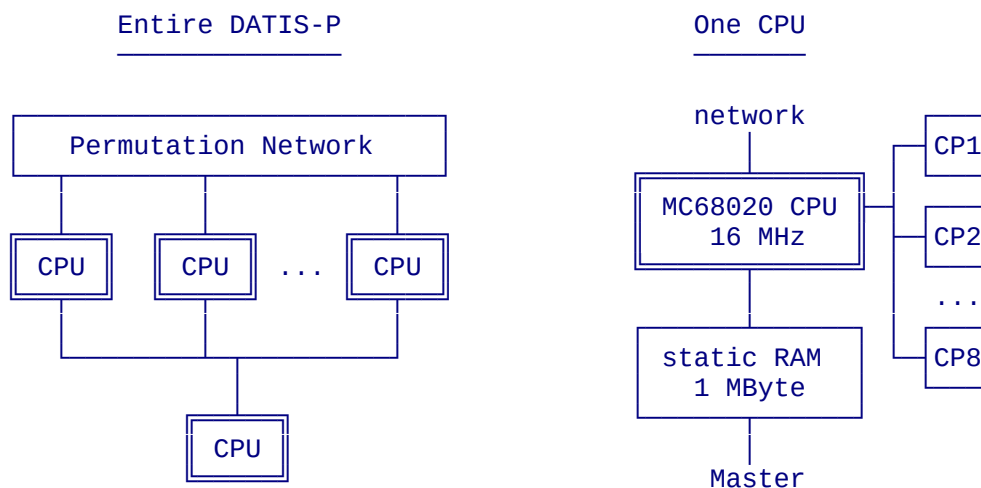 Entire DATIS-P
Permutation Network
CPU CPU ... CPU
CPU
One CPU
network
MC68020 CPU
16 MHz
static RAM
1 MByte
Master
CP1
CP2
...
CP8